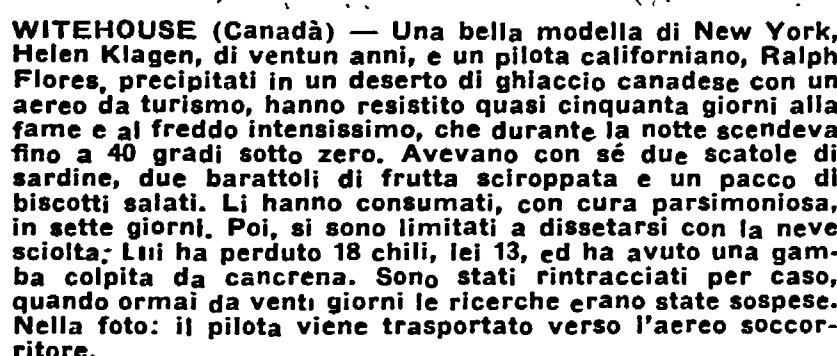 WITEHOUSE (Canadà) — Una bella modella di New York,
Helen Klagen, di ventun anni, e un pilota californiano, Ralph
Flores, precipitati in un deserto di ghiaccio canadese con un
aereo da turismo, hanno resistito quasi cinquanta giorni alla
fame e al freddo intensissimo, che durante la notte scendeva
fino a 40 gradi sotto zero. Avevano con sé due scatole di
sardine, due barattoli di frutta sciroppata e un pacco di
biscotti salati. Li hanno consumati, con cura parsimoniosa,
in sette giorni. Poi, si sono limitati a dissetarsi con la neve
sciolta; Lui ha perduto 18 chili, lei 13, ed ha avuto una gam-
ba colpita da cancrena. Sono stati rintracciati per caso,
quando ormai da venti giorni le ricerche erano state sospese.
Nella foto: il pilota viene trasportato verso l'aereo soccor-
ritore.